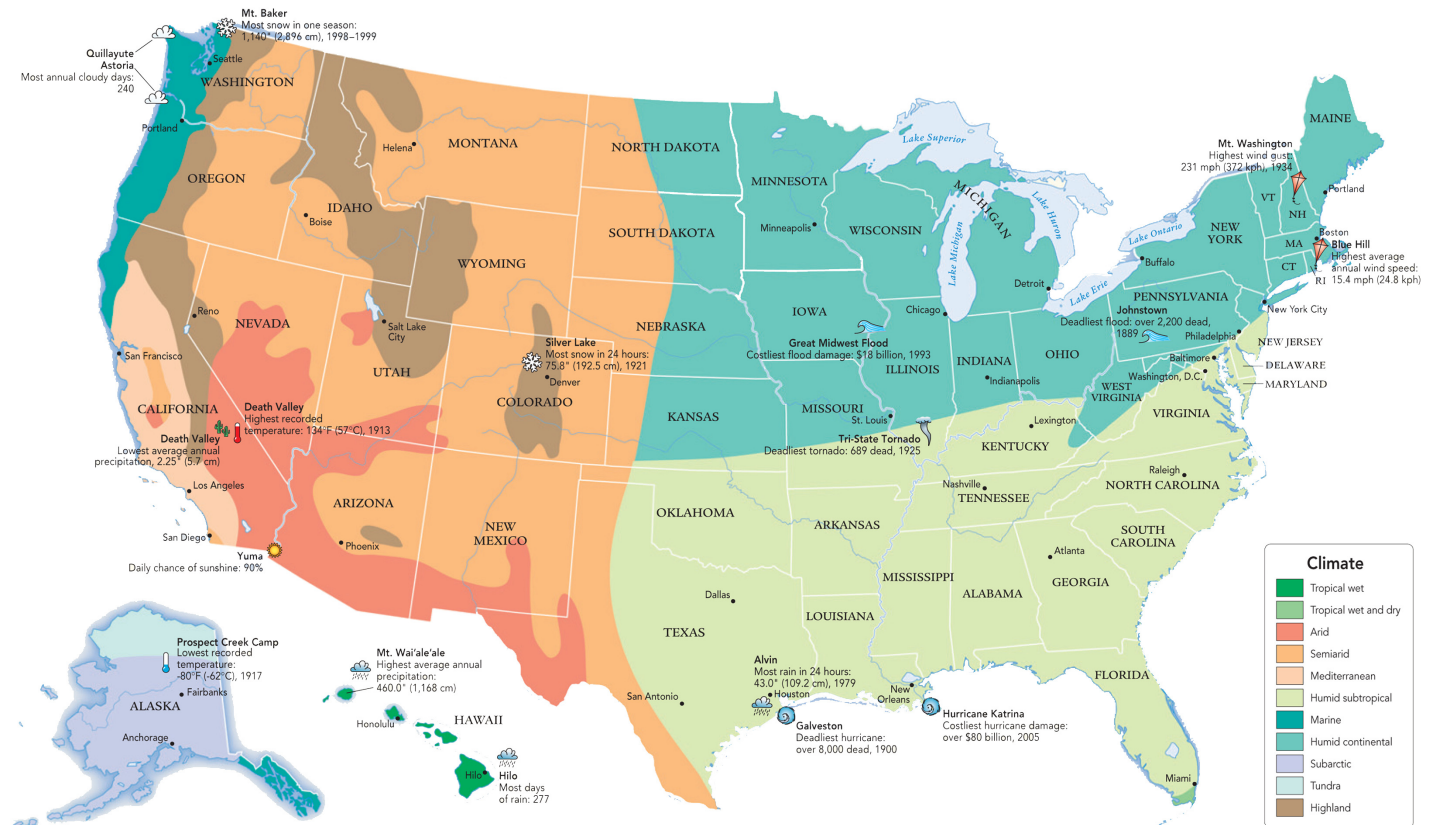 Mt. Baker
Most snow in one season:
1,140" (2,896 cm), 1998–1999
Quillayute
Astoria
Most annual cloudy days:
240
Seattle
WASHINGTON
Portland
OREGON
Helena
MONTANA
IDAHO
Boise
WYOMING
NORTH DAKOTA
SOUTH DAKOTA
NEBRASKA
KANSAS
MINNESOTA
Minneapolis
WISCONSIN
Lake Superior
MICHIGAN
Lake Michigan
Lake Huron
Lake Ontario
Lake Erie
Detroit
IOWA
Chicago
Great Midwest Flood
Costliest flood damage: $18 billion, 1993
ILLINOIS
INDIANA
Indianapolis
OHIO
MISSOURI
St. Louis
Tri-State Tornado
Deadliest tornado: 689 dead, 1925
MAINE
Mt. Washington
Highest wind gust:
231 mph (372 kph), 1934
Portland
VT
NH
NEW
YORK
Buffalo
MA
CT
RI
Boston
Blue Hill
Highest average
annual wind speed:
15.4 mph (24.8 kph)
PENNSYLVANIA
Johnstown
Deadliest flood: over 2,200 dead,
1889
New York City
Philadelphia
NEW JERSEY
Baltimore
DELAWARE
MARYLAND
Washington, D.C.
WEST
VIRGINIA
VIRGINIA
Lexington
KENTUCKY
Nashville
TENNESSEE
Raleigh
NORTH CAROLINA
SOUTH
CAROLINA
Atlanta
GEORGIA
ALABAMA
MISSISSIPPI
ARKANSAS
LOUISIANA
OKLAHOMA
Dallas
TEXAS
San Antonio
Alvin
Most rain in 24 hours:
43.0" (109.2 cm), 1979
Houston
Galveston
Deadliest hurricane:
over 8,000 dead, 1900
New
Orleans
Hurricane Katrina
Costliest hurricane damage:
over $80 billion, 2005
FLORIDA
Miami
Reno
NEVADA
Salt Lake
City
UTAH
Silver Lake
Most snow in 24 hours:
75.8" (192.5 cm), 1921
Denver
COLORADO
San Francisco
CALIFORNIA
Death Valley
Highest recorded
temperature: 134°F (57°C), 1913
Death Valley
Lowest average annual
precipitation, 2.25" (5.7 cm)
Los Angeles
San Diego
ARIZONA
Phoenix
NEW
MEXICO
Yuma
Daily chance of sunshine: 90%
Prospect Creek Camp
Lowest recorded
temperature:
-80°F (-62°C), 1917
Fairbanks
ALASKA
Anchorage
Mt. Wai'ale'ale
Highest average annual
precipitation:
460.0" (1,168 cm)
Honolulu
HAWAII
Hilo
Hilo
Most days
of rain: 277
Climate
Tropical wet
Tropical wet and dry
Arid
Semiarid
Mediterranean
Humid subtropical
Marine
Humid continental
Subarctic
Tundra
Highland